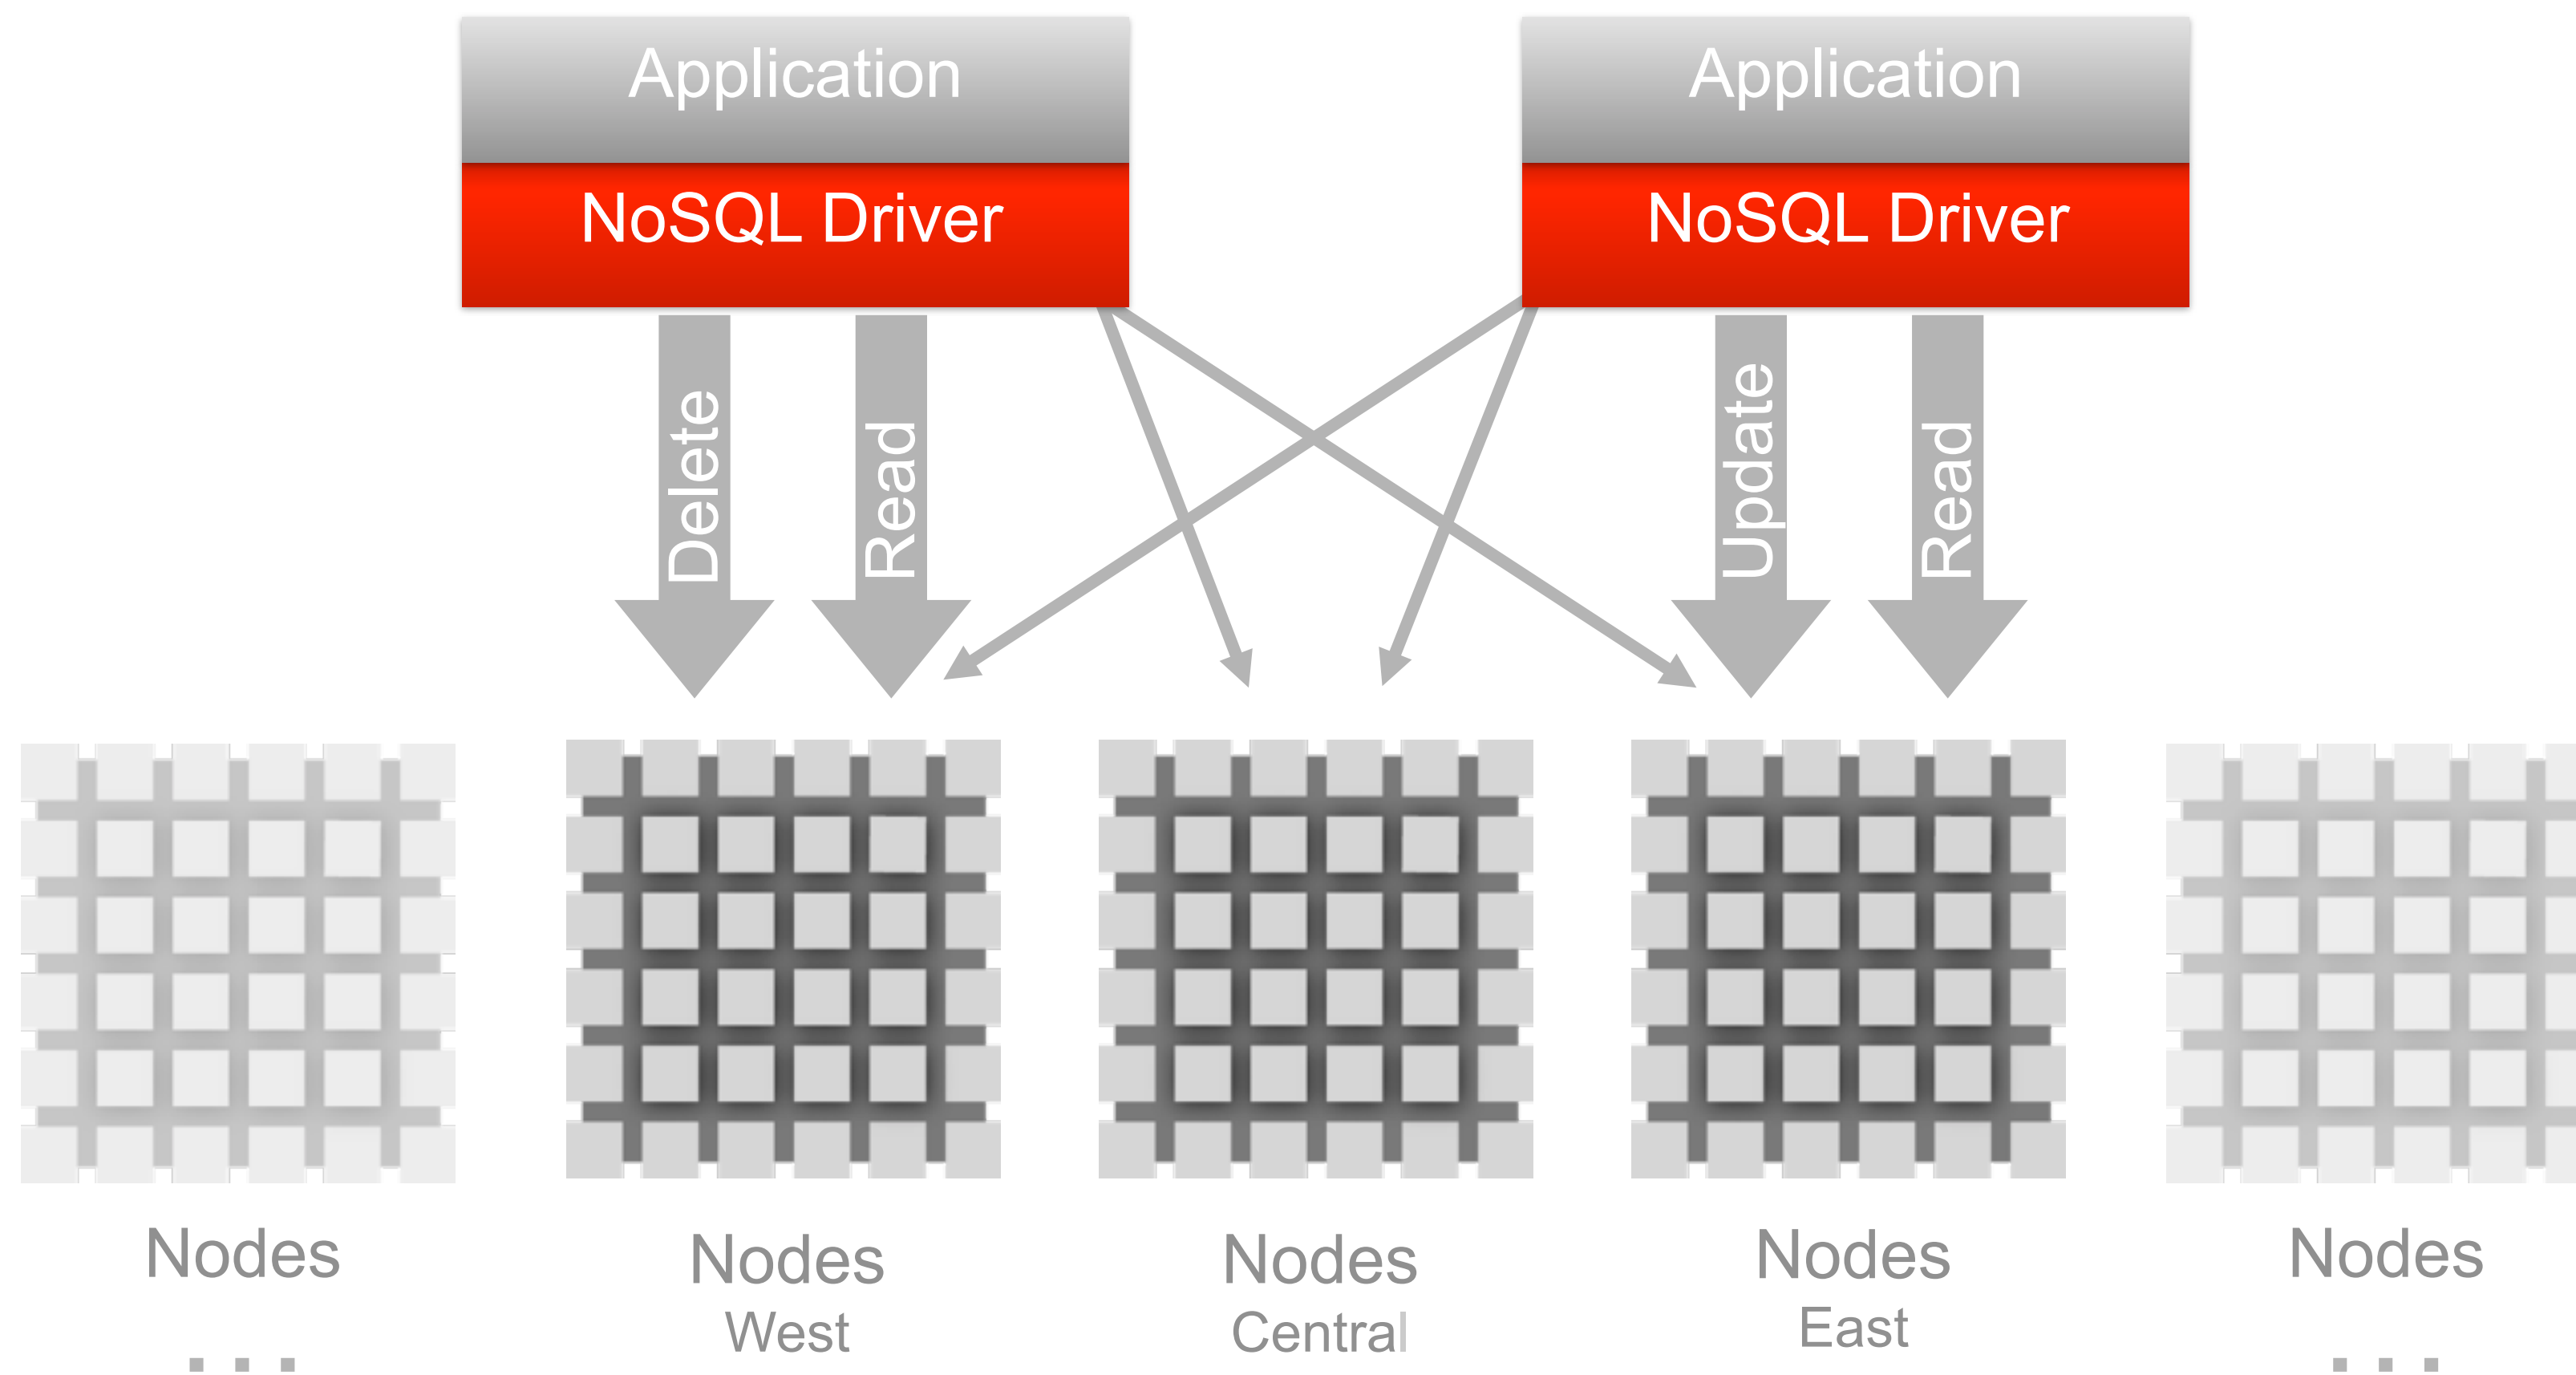 Application
Application
NoSQL Driver
NoSQL Driver
Delete
Read
Update
Read
Nodes
Nodes
Nodes
Nodes
Nodes
West
Central
East
...
...